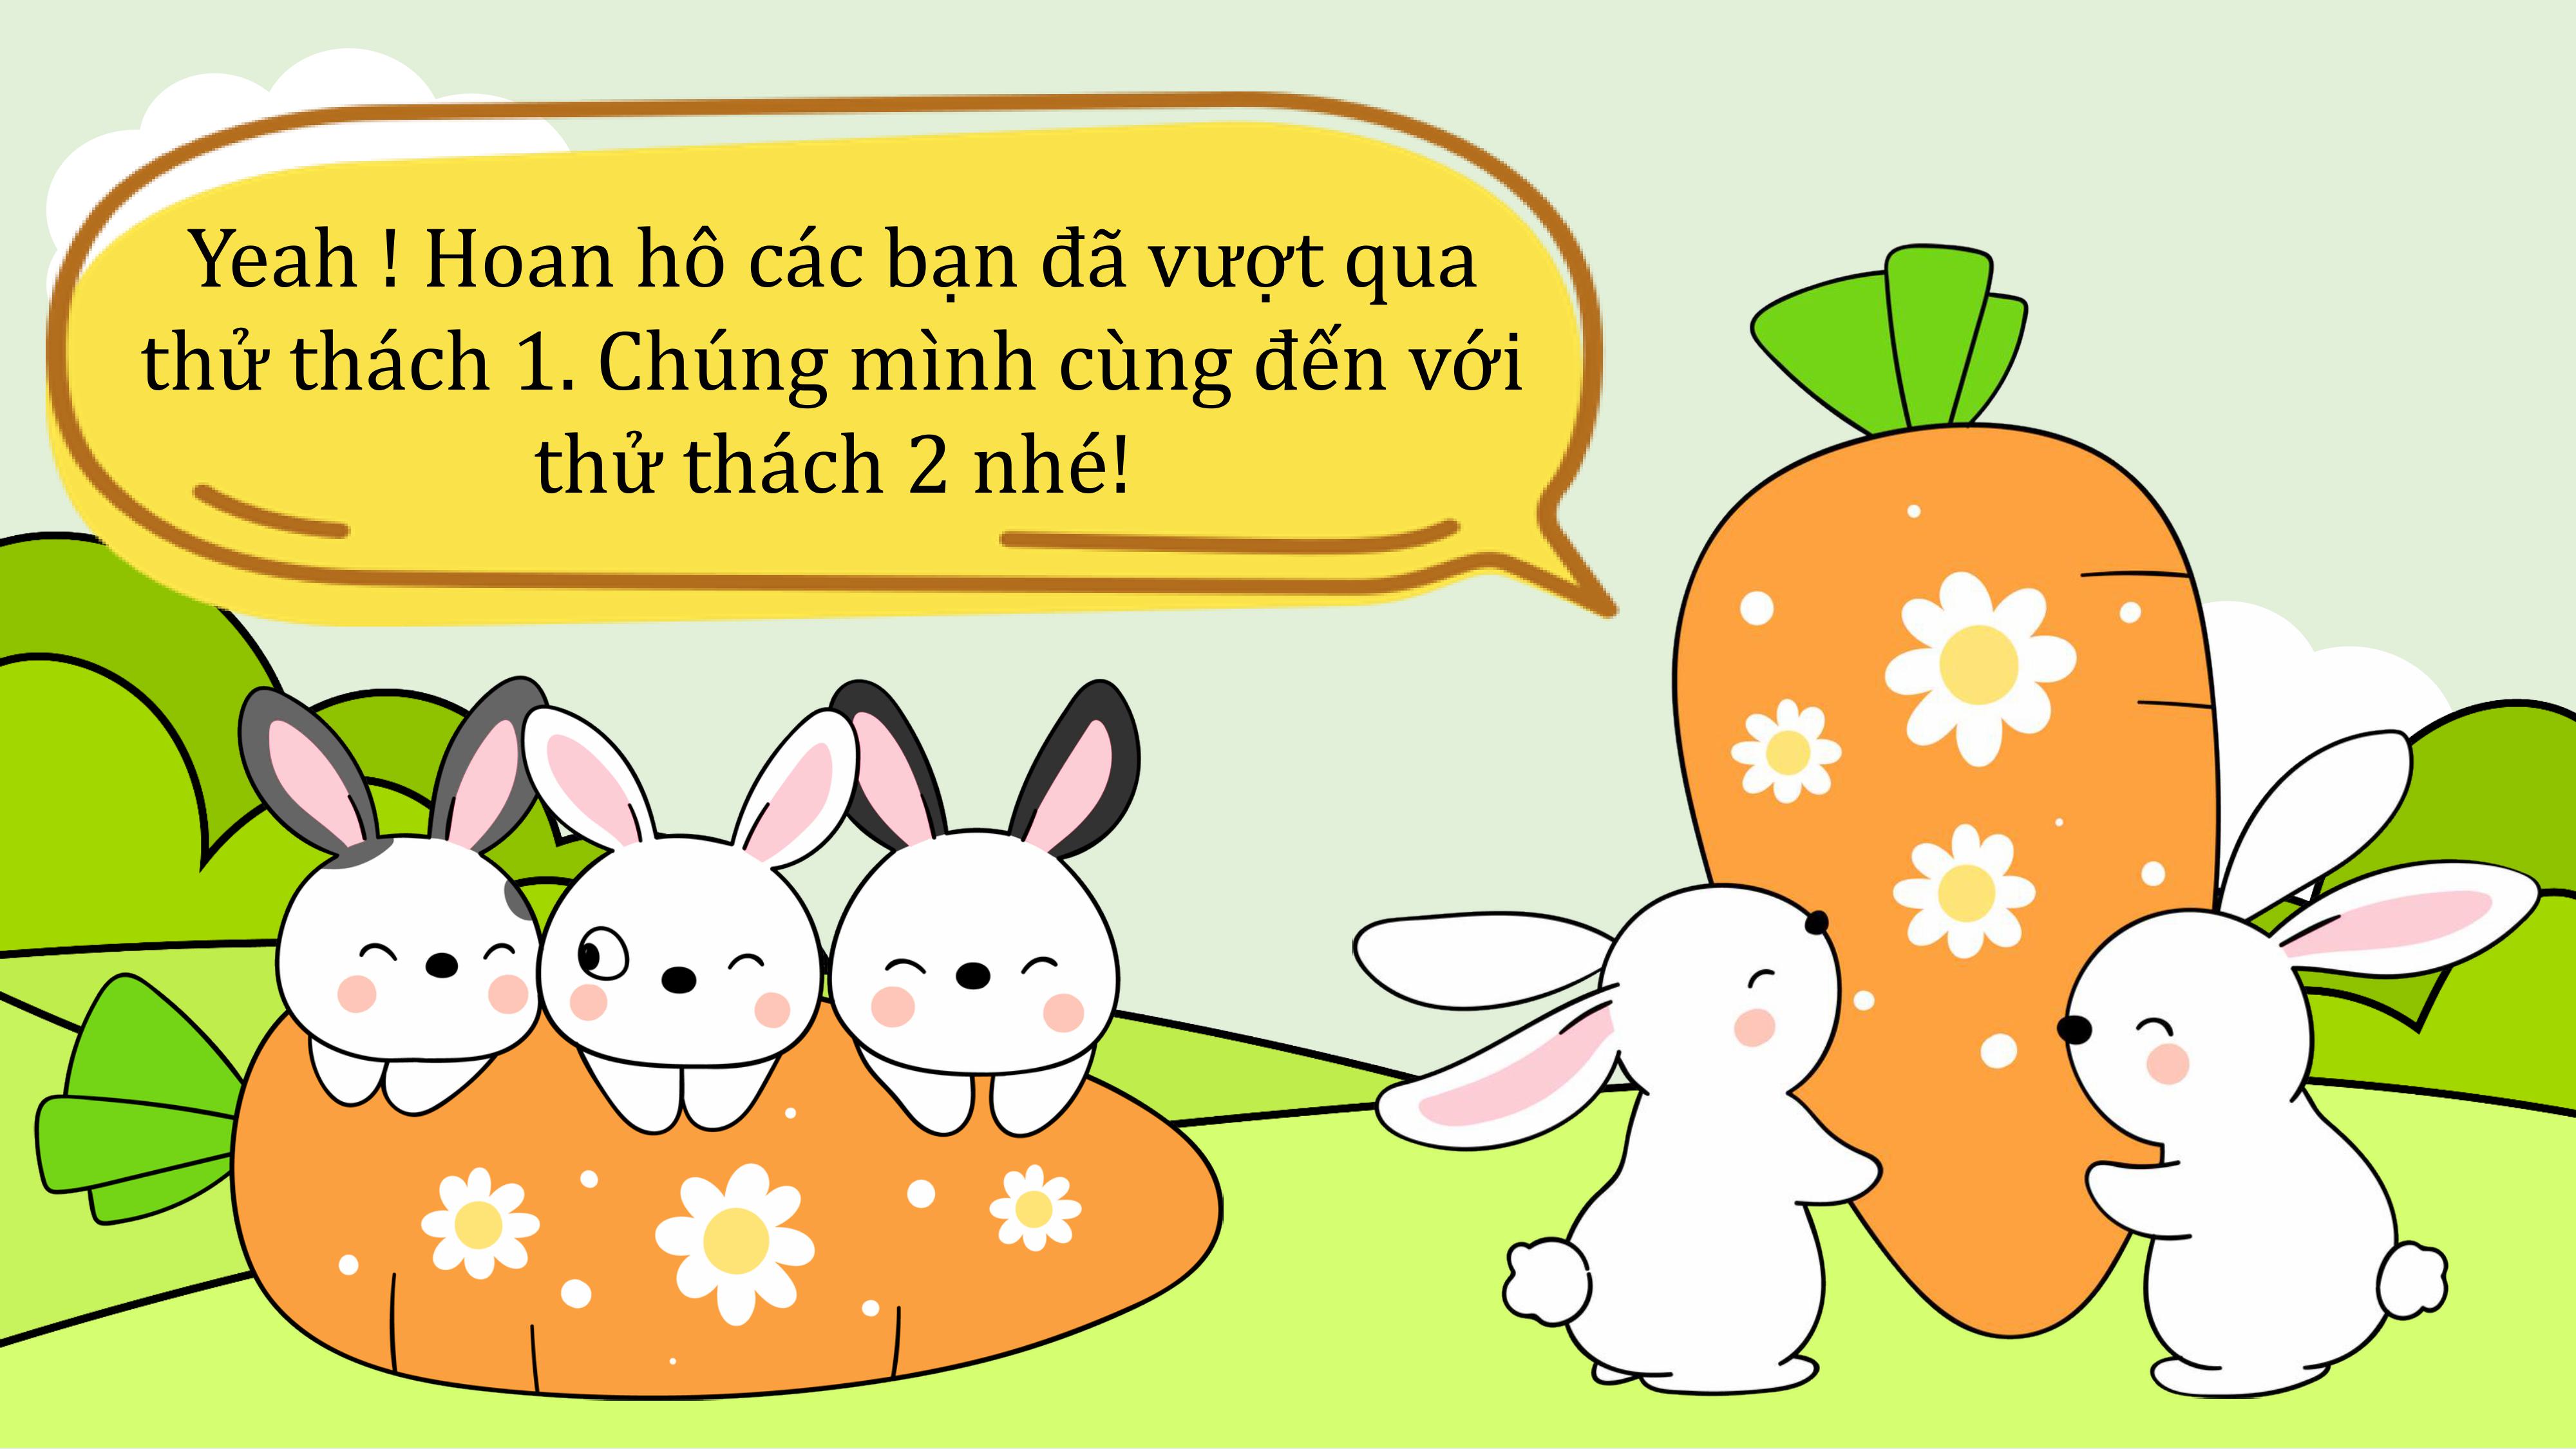 Yeah ! Hoan hô các bạn đã vượt qua
thử thách 1. Chúng mình cùng đến với
thử thách 2 nhé!